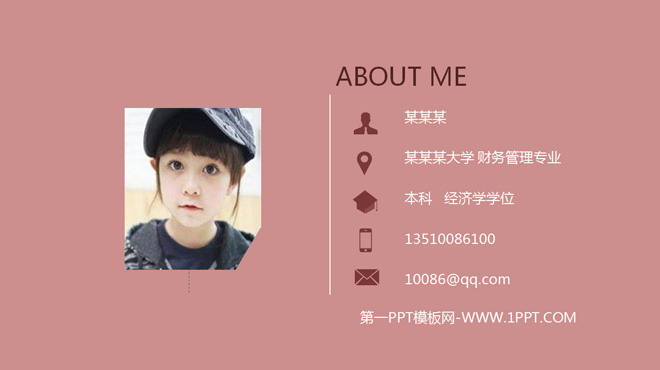 ABOUT ME
某某某
某某某大学 财务管理专业
本科 经济学学位
13510086100
10086@qq.com
第一PPT模板网-WWW.1PPT.COM